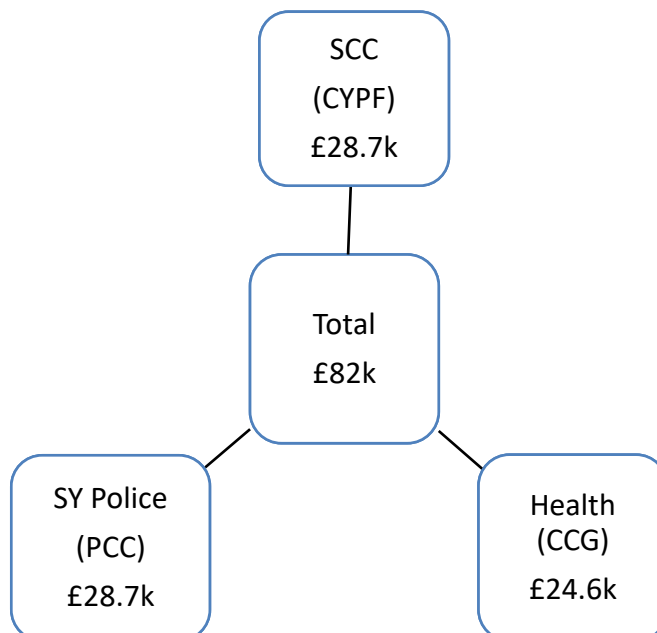 SCC
(CYPF)
£28.7k
Total
£82k
SY Police
(PCC)
£28.7k
Health
(CCG)
£24.6k